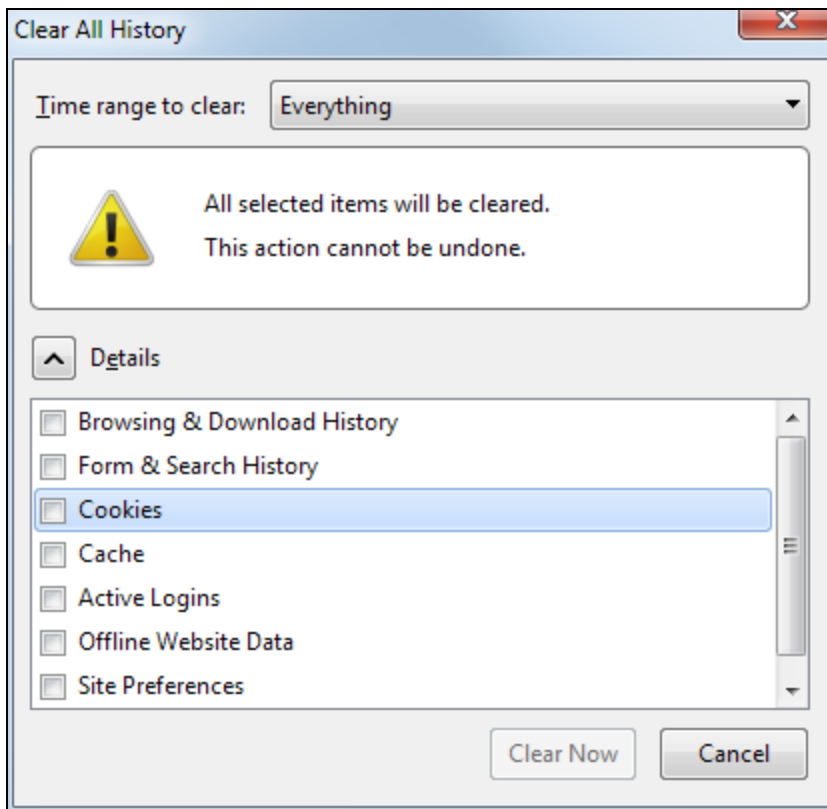 Clear All History
Time range to clear: Everything
All selected items will be cleared.
This action cannot be undone.
Details
Browsing & Download History
Form & Search History
Cookies
Cache
Active Logins
Offline Website Data
Site Preferences
Clear Now Cancel